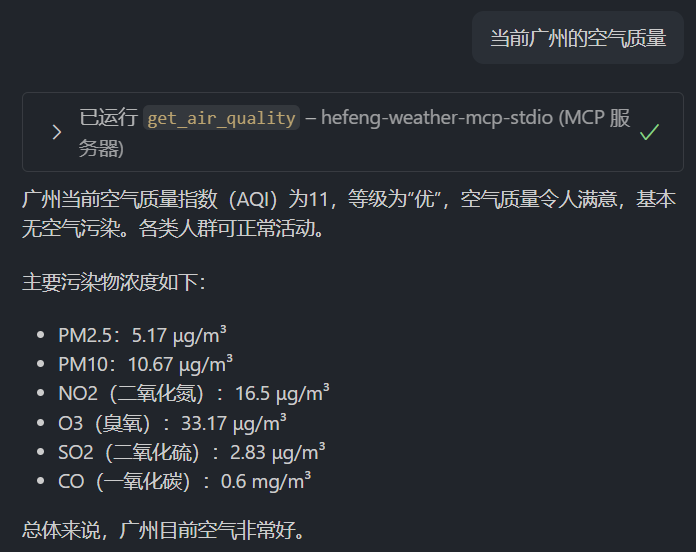 当前广州的空气质量
已运行 get_air_quality – hefeng-weather-mcp-stdio (MCP 服
务器)
广州当前空气质量指数（AQI）为11，等级为“优”，空气质量令人满意，基本
无空气污染。各类人群可正常活动。
主要污染物浓度如下：
• PM2.5：5.17 μg/m³
• PM10：10.67 μg/m³
• NO2（二氧化氮）：16.5 μg/m³
• O3（臭氧）：33.17 μg/m³
• SO2（二氧化硫）：2.83 μg/m³
• CO（一氧化碳）：0.6 mg/m³
总体来说，广州目前空气非常好。